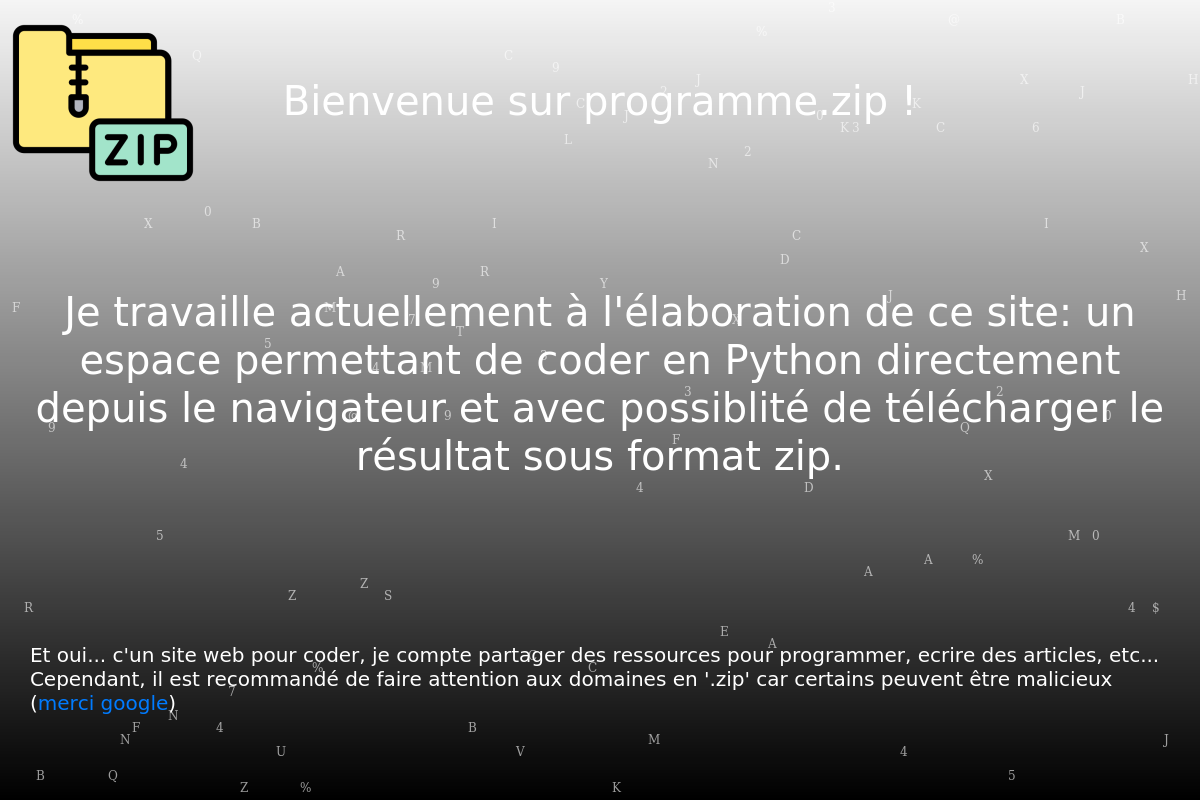 ZIP
Bienvenue sur programme.zip !
Je travaille actuellement à l'élaboration de ce site: un
espace permettant de coder en Python directement
depuis le navigateur et avec possiblité de télécharger le
résultat sous format zip.
Et oui... c'un site web pour coder, je compte partager des ressources pour programmer, ecrire des articles, etc...
Cependant, il est recommandé de faire attention aux domaines en '.zip' car certains peuvent être malicieux
(merci google)